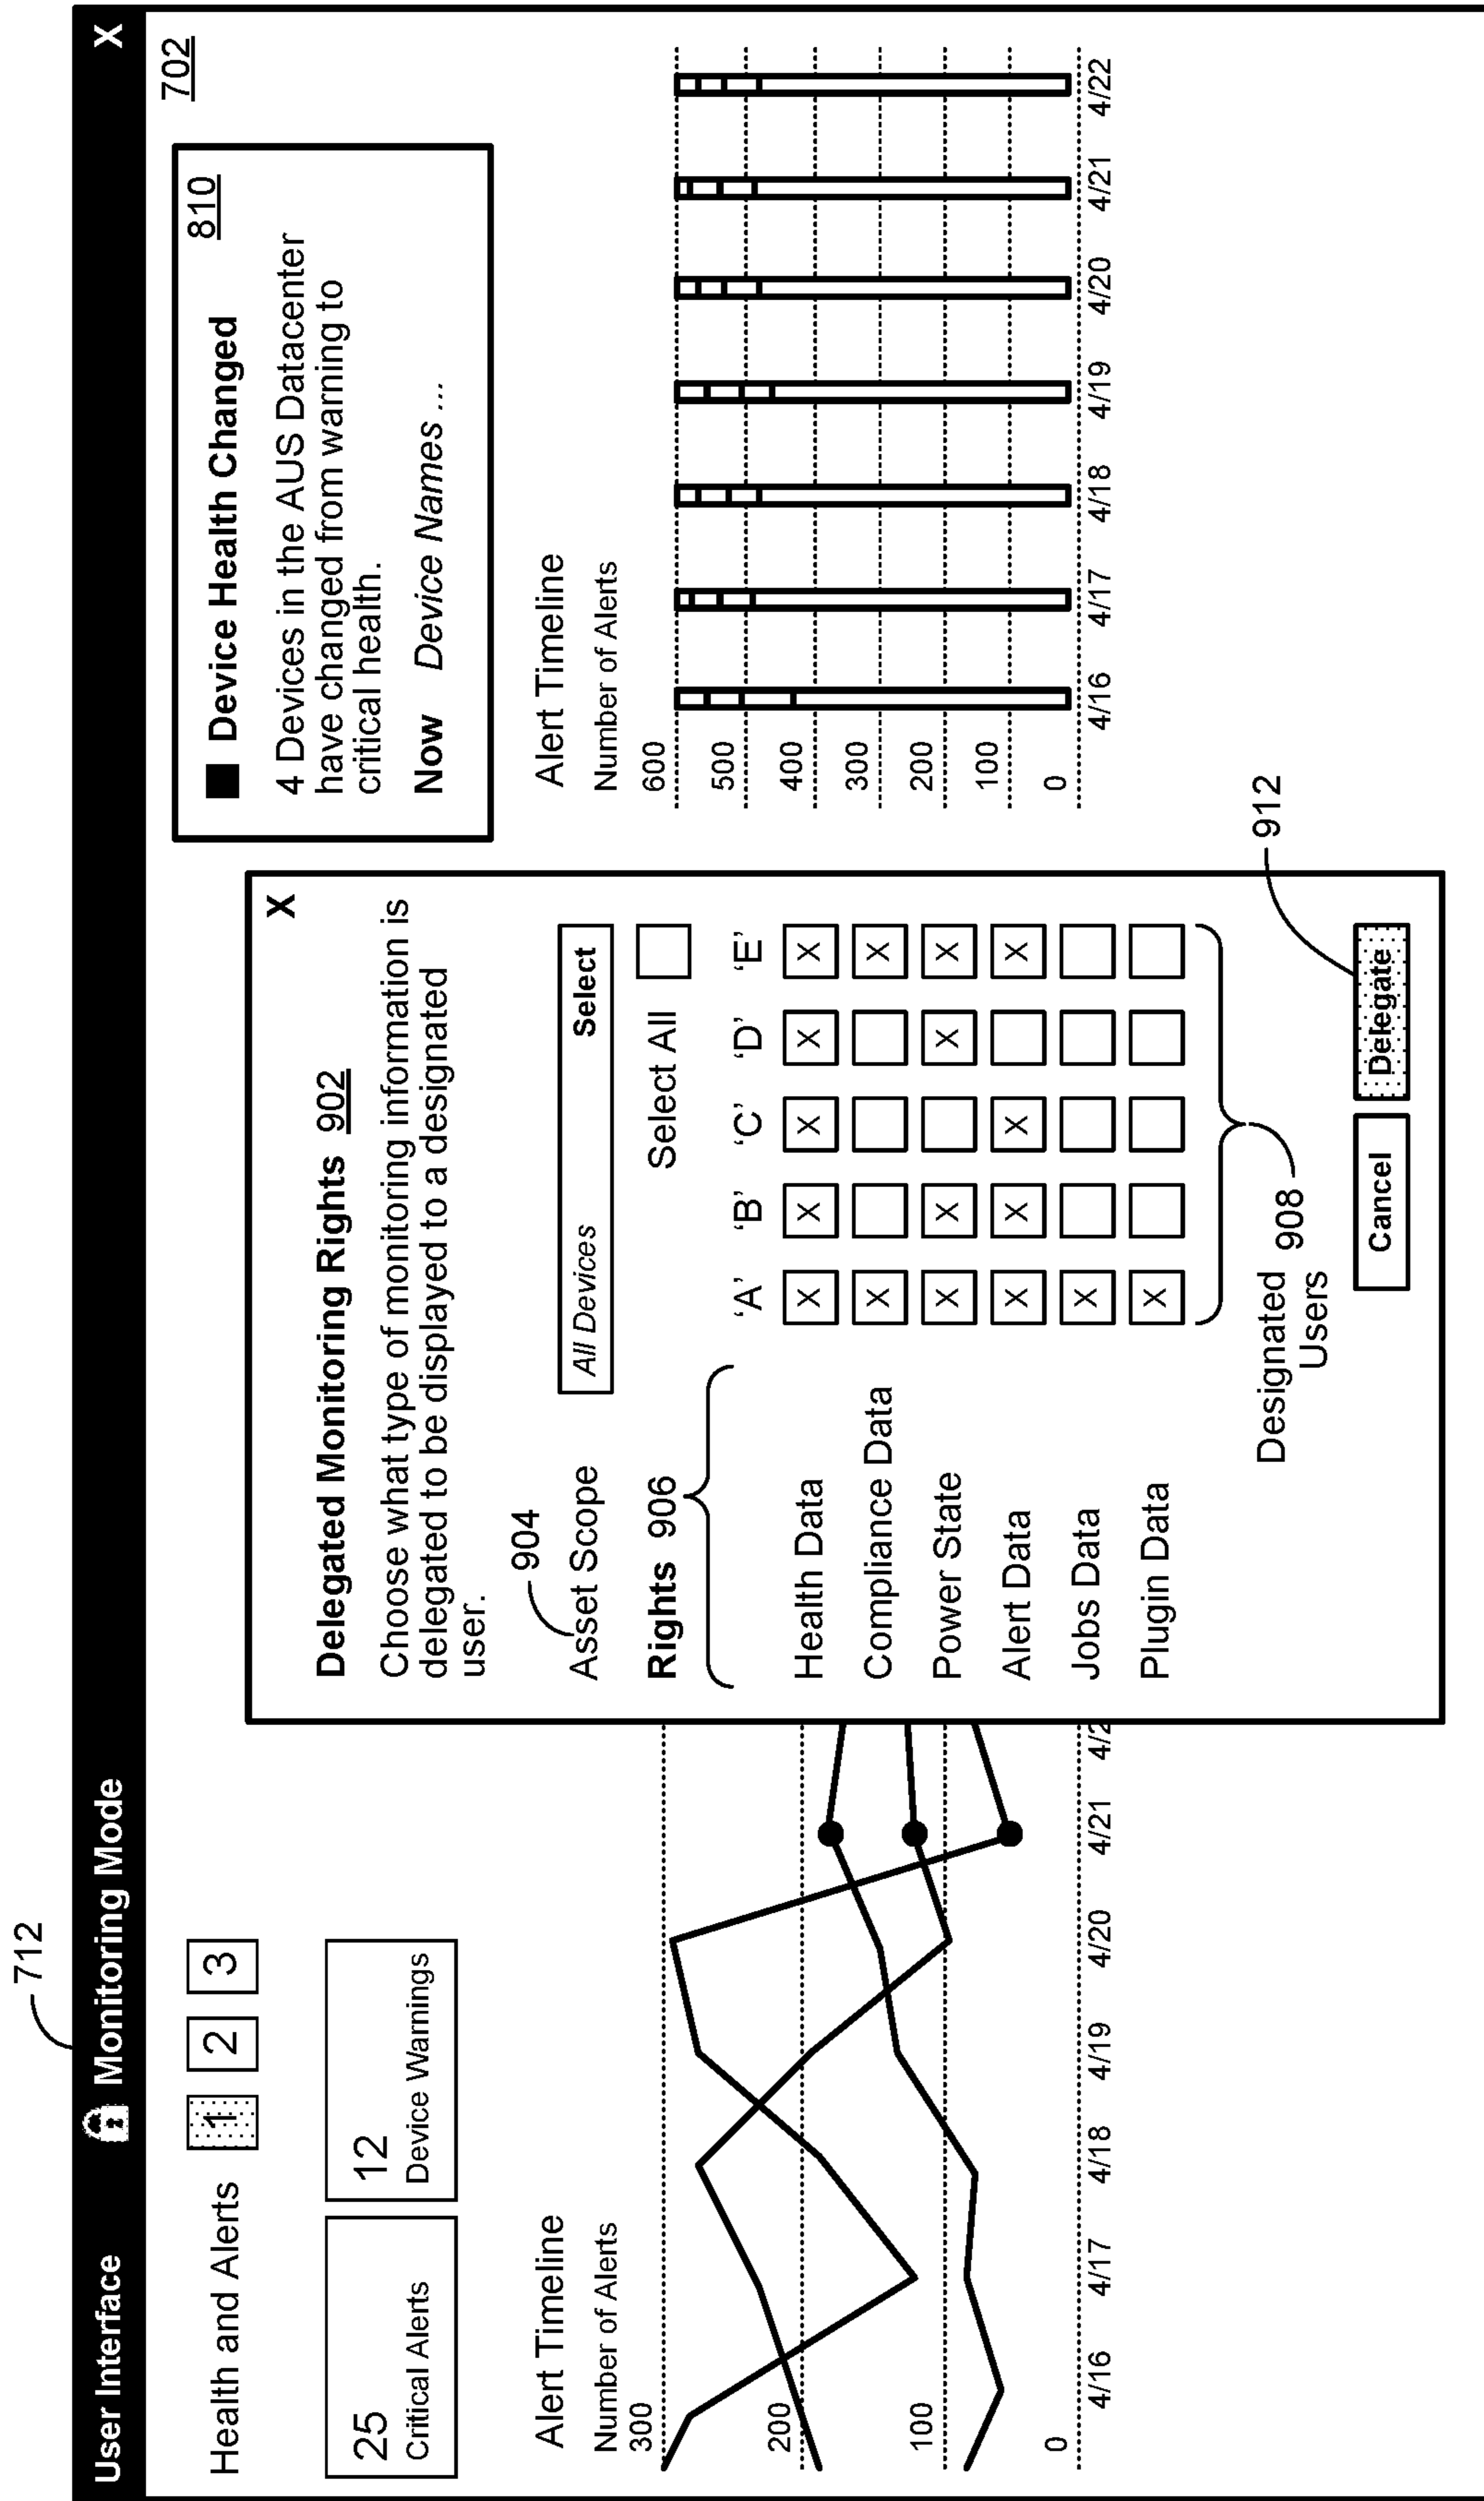 712
User Interface Monitoring Mode X
702
Health and Alerts 1 2 3
25
Critical Alerts
12
Device Warnings
810
Device Health Changed
4 Devices in the AUS Datacenter
have changed from warning to
critical health.
Now Device Names ...
Alert Timeline
Number of Alerts
300
200
100
0
4/16 4/17 4/18 4/19 4/20 4/21 4/2
X
Delegated Monitoring Rights 902
Choose what type of monitoring information is
delegated to be displayed to a designated
user.
904
Asset Scope All Devices Select
Rights 906 Select All
'A' 'B' 'C' 'D' 'E'
Health Data X X X X X
Compliance Data X X
Power State X X X X
Alert Data X X X X
Jobs Data X
Plugin Data X
Designated
Users
908
Cancel Delegate
912
Alert Timeline
Number of Alerts
600
500
400
300
200
100
0
4/16 4/17 4/18 4/19 4/20 4/21 4/22